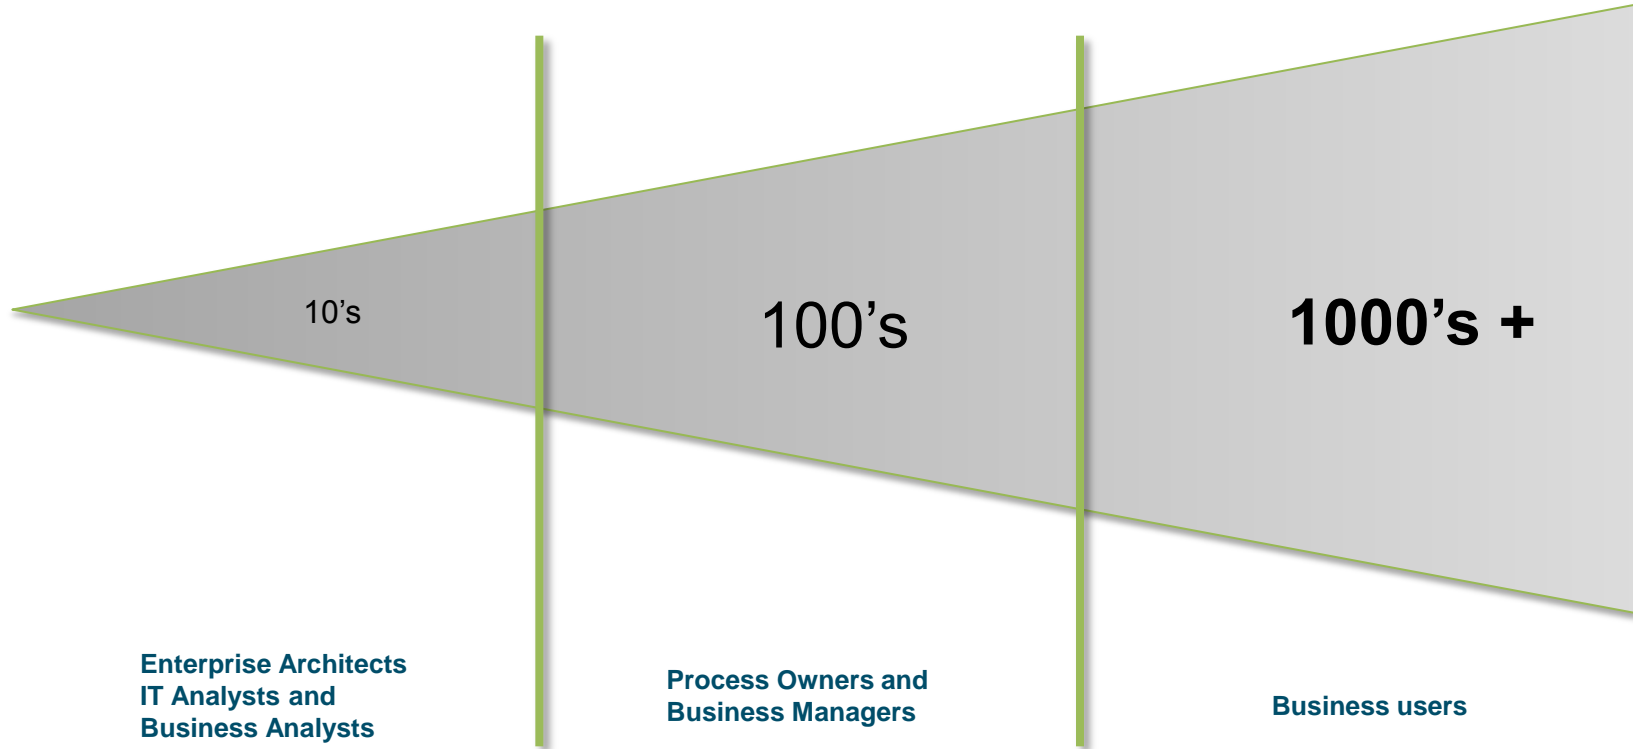 10’s
100’s
1000’s +
Enterprise Architects
IT Analysts and
Business Analysts
Process Owners and
Business Managers
Business users